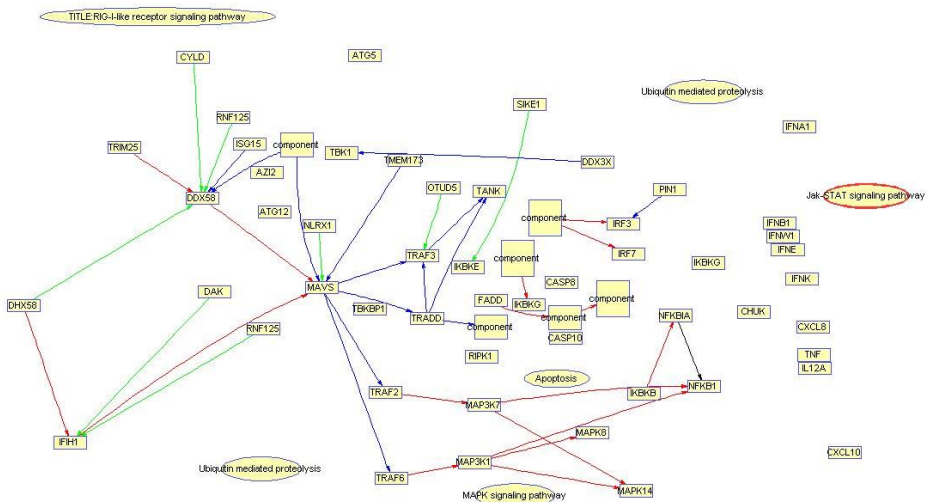 TITLE:RIG-I-like receptor signaling pathway
CYLD
ATG5
Ubiquitin mediated proteolysis
SIKE1
RNF125
IFNA1
TRIM25
ISG15
component
TBK1
TMEM173
DDX3X
AZI2
DDX58
OTUD5
TANK
PIN1
Jak-STAT signaling pathway
ATG12
NLRX1
component
IRF3
IFNB1
IFNW1
IFNE
TRAF3
IKBKE
component
IRF7
IKBKG
IFNK
MAVS
DAK
CASP8
DHX58
TBKBP1
FADD
IKBKG
component
CHUK
RNF125
TRADD
component
component
NFKBIA
CXCL8
CASP10
RIPK1
TNF
IL12A
Apoptosis
TRAF2
MAP3K7
IKBKB
NFKB1
IFIH1
MAPK8
CXCL10
Ubiquitin mediated proteolysis
TRAF6
MAP3K1
MAPK signaling pathway
MAPK14